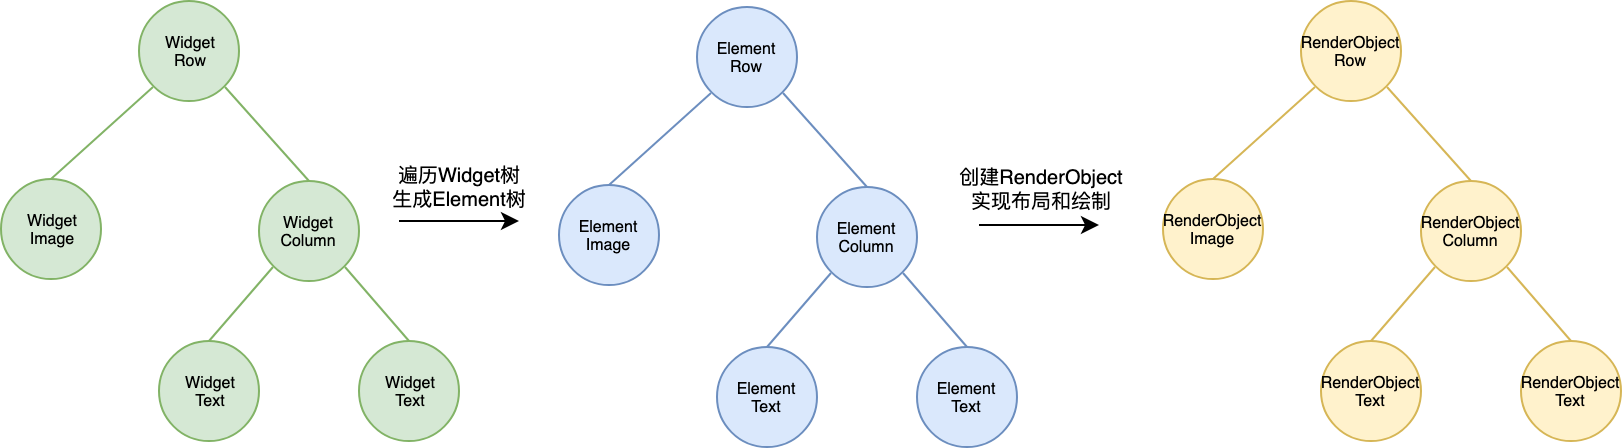 Widget
Row
Widget
Image
Widget
Column
Widget
Text
Widget
Text
遍历Widget树
生成Element树
Element
Row
Element
Image
Element
Column
Element
Text
Element
Text
创建RenderObject
实现布局和绘制
RenderObject
Row
RenderObject
Image
RenderObject
Column
RenderObject
Text
RenderObject
Text